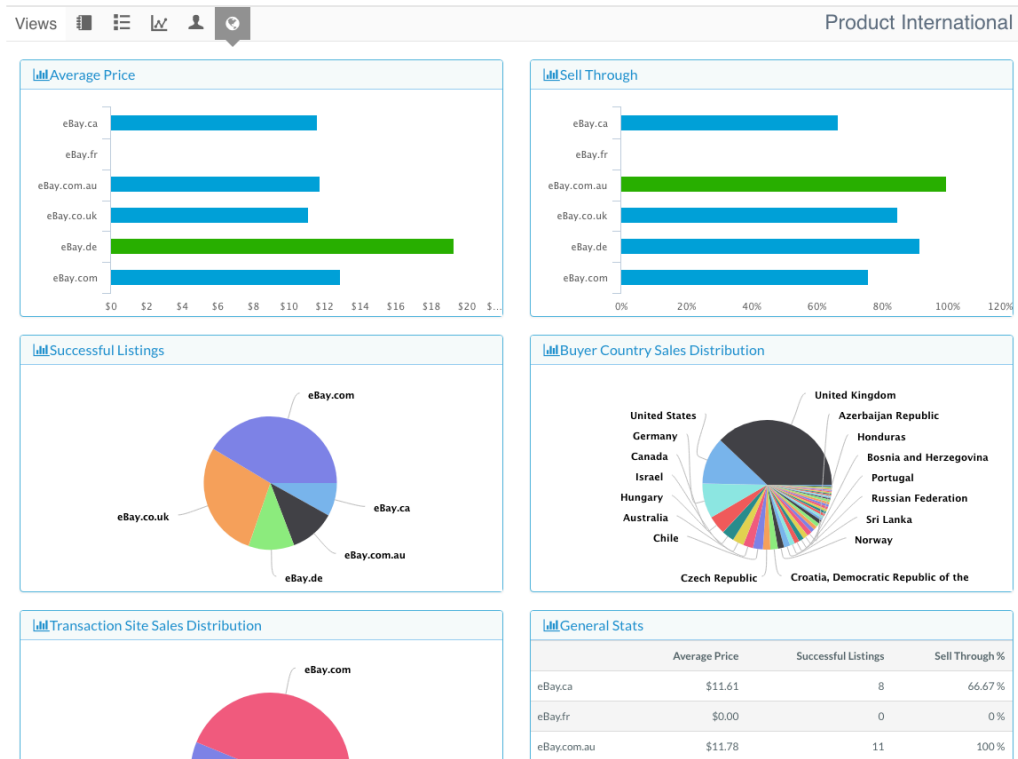 Views
Product International
Average Price
eBay.ca
eBay.fr
eBay.com.au
eBay.co.uk
eBay.de
eBay.com
$0 $2 $4 $6 $8 $10 $12 $14 $16 $18 $20 $...
Sell Through
eBay.ca
eBay.fr
eBay.com.au
eBay.co.uk
eBay.de
eBay.com
0% 20% 40% 60% 80% 100% 120%
Successful Listings
eBay.com
eBay.ca
eBay.co.uk
eBay.com.au
eBay.de
Buyer Country Sales Distribution
United Kingdom
United States
Azerbaijan Republic
Germany
Honduras
Canada
Bosnia and Herzegovina
Israel
Portugal
Hungary
Russian Federation
Australia
Sri Lanka
Chile
Norway
Czech Republic
Croatia, Democratic Republic of the
Transaction Site Sales Distribution
eBay.com
General Stats
Average Price Successful Listings Sell Through %
eBay.ca $11.61 8 66.67 %
eBay.fr $0.00 0 0 %
eBay.com.au $11.78 11 100 %